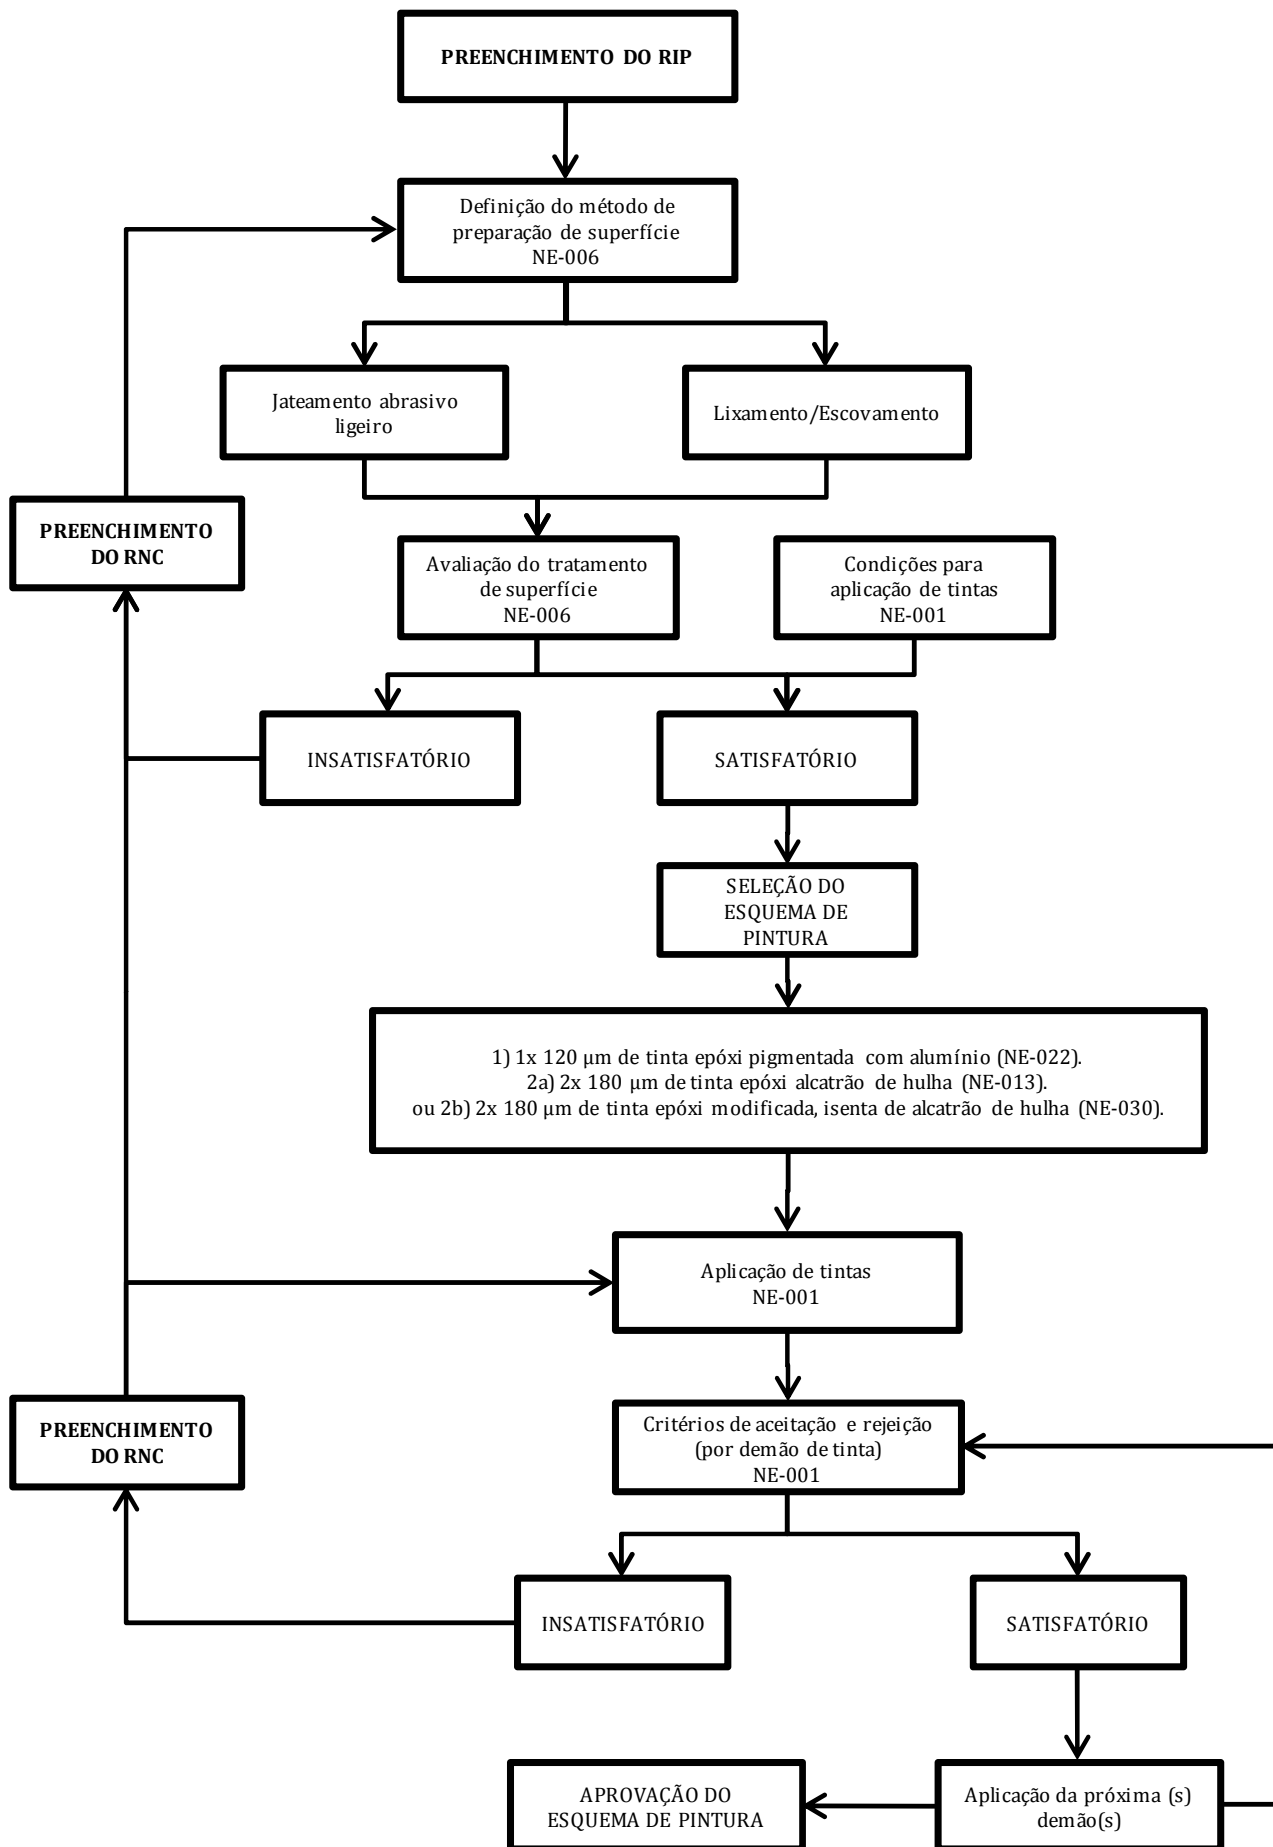 PREENCHIMENTO DO RIP
Definição do método de
preparação de superfície
NE-006
Jateamento abrasivo
ligeiro
Lixamento/Escovamento
PREENCHIMENTO
DO RNC
Avaliação do tratamento
de superfície
NE-006
Condições para
aplicação de tintas
NE-001
INSATISFATÓRIO
SATISFATÓRIO
SELEÇÃO DO
ESQUEMA DE
PINTURA
1) 1x 120 µm de tinta epóxi pigmentada com alumínio (NE-022).
2a) 2x 180 µm de tinta epóxi alcatrão de hulha (NE-013).
ou 2b) 2x 180 µm de tinta epóxi modificada, isenta de alcatrão de hulha (NE-030).
Aplicação de tintas
NE-001
PREENCHIMENTO
DO RNC
Critérios de aceitação e rejeição
(por demão de tinta)
NE-001
INSATISFATÓRIO
SATISFATÓRIO
APROVAÇÃO DO
ESQUEMA DE PINTURA
Aplicação da próxima (s)
demão(s)